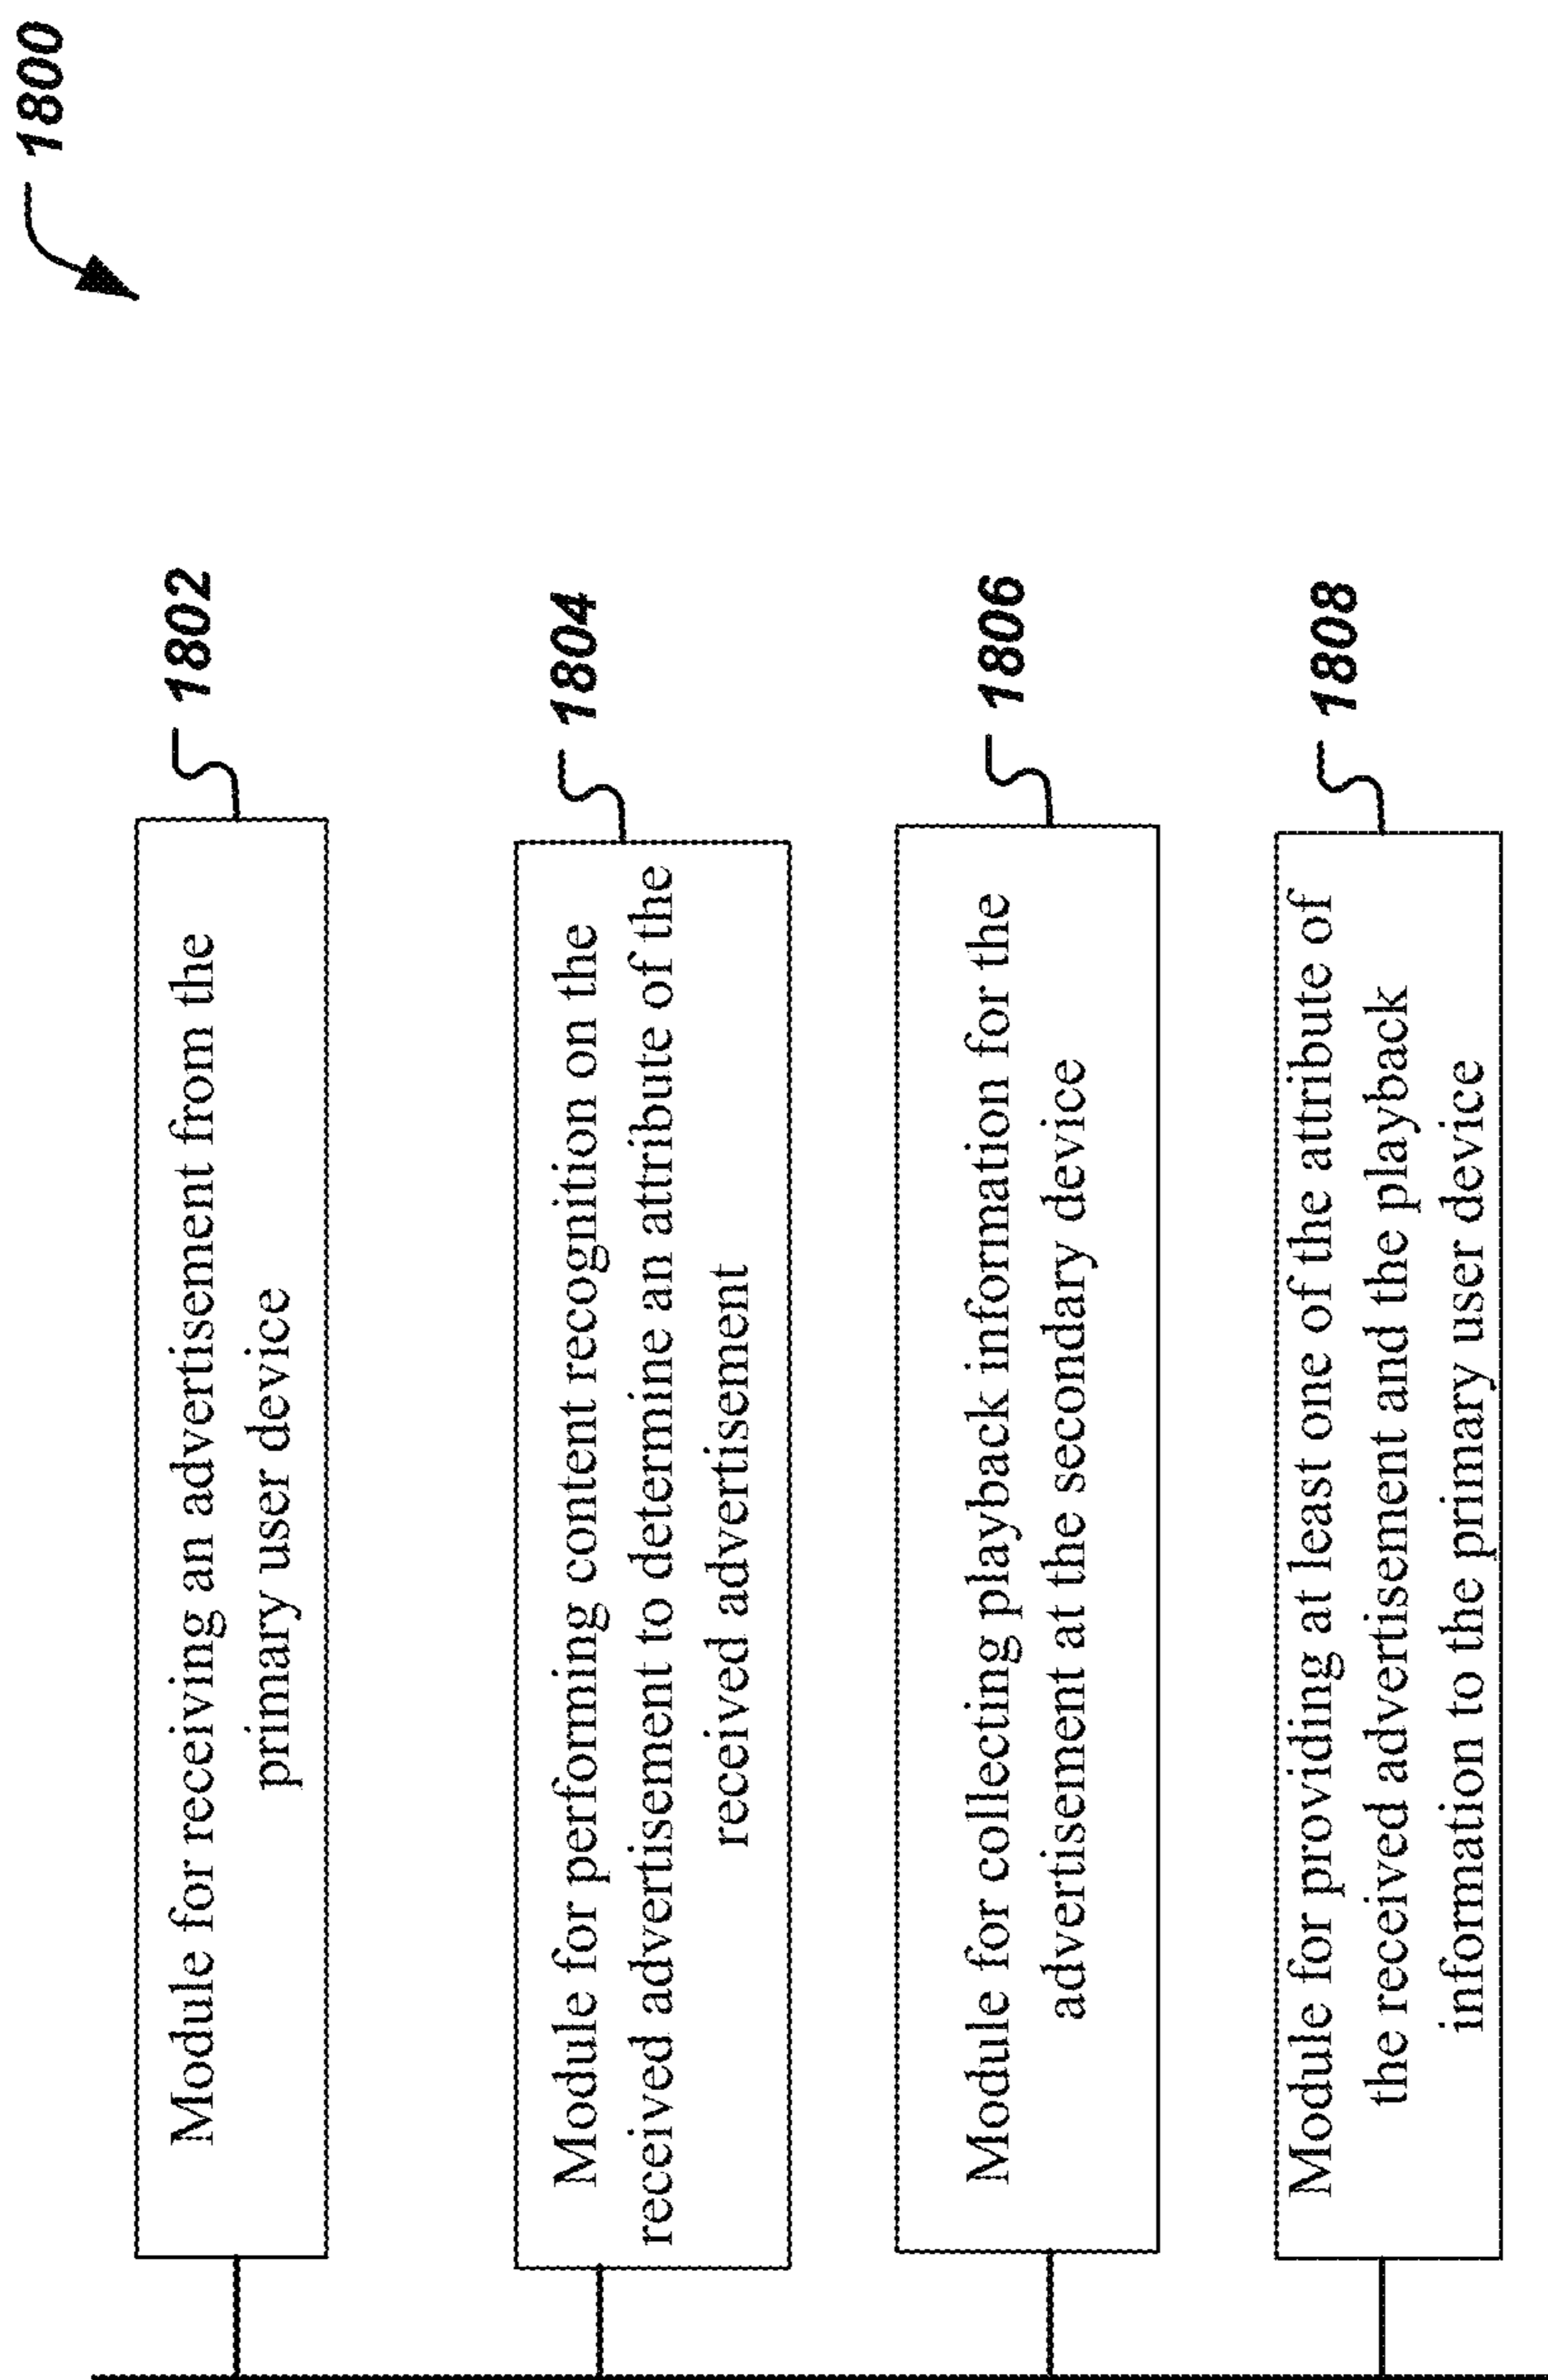 1800
Module for receiving an advertisement from the
primary user device
1802
Module for performing content recognition on the
received advertisement to determine an attribute of the
received advertisement
1804
Module for collecting playback information for the
advertisement at the secondary device
1806
Module for providing at least one of the attribute of
the received advertisement and the playback
information to the primary user device
1808